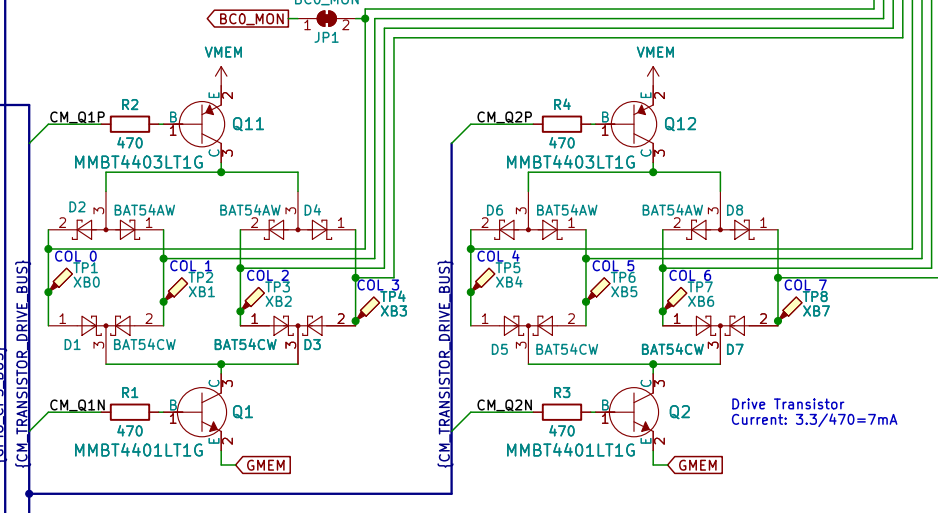 BC0_MON
BC0_MON
1
2
JP1
VMEM
VMEM
E
2
E
2
CM_Q1P
R2
470
B
1
Q11
MMBT4403LT1G
C
3
CM_Q2P
R4
470
B
1
Q12
MMBT4403LT1G
C
3
D2
3
BAT54AW
2
1
BAT54AW
3
D4
2
1
D6
3
BAT54AW
2
1
BAT54AW
3
D8
2
1
COL_0
TP1
XB0
COL_1
TP2
XB1
COL_2
TP3
XB2
COL_3
TP4
XB3
COL_4
TP5
XB4
COL_5
TP6
XB5
COL_6
TP7
XB6
COL_7
TP8
XB7
1
2
D1
3
BAT54CW
1
2
BAT54CW
3
D3
1
2
D5
3
BAT54CW
1
2
BAT54CW
3
D7
{CM_TRANSISTOR_DRIVE_BUS}
{CM_TRANSISTOR_DRIVE_BUS}
CM_Q1N
R1
470
B
1
C
3
Q1
MMBT4401LT1G
E
2
GMEM
CM_Q2N
R3
470
B
1
C
3
Q2
MMBT4401LT1G
E
2
GMEM
Drive Transistor
Current: 3.3/470=7mA